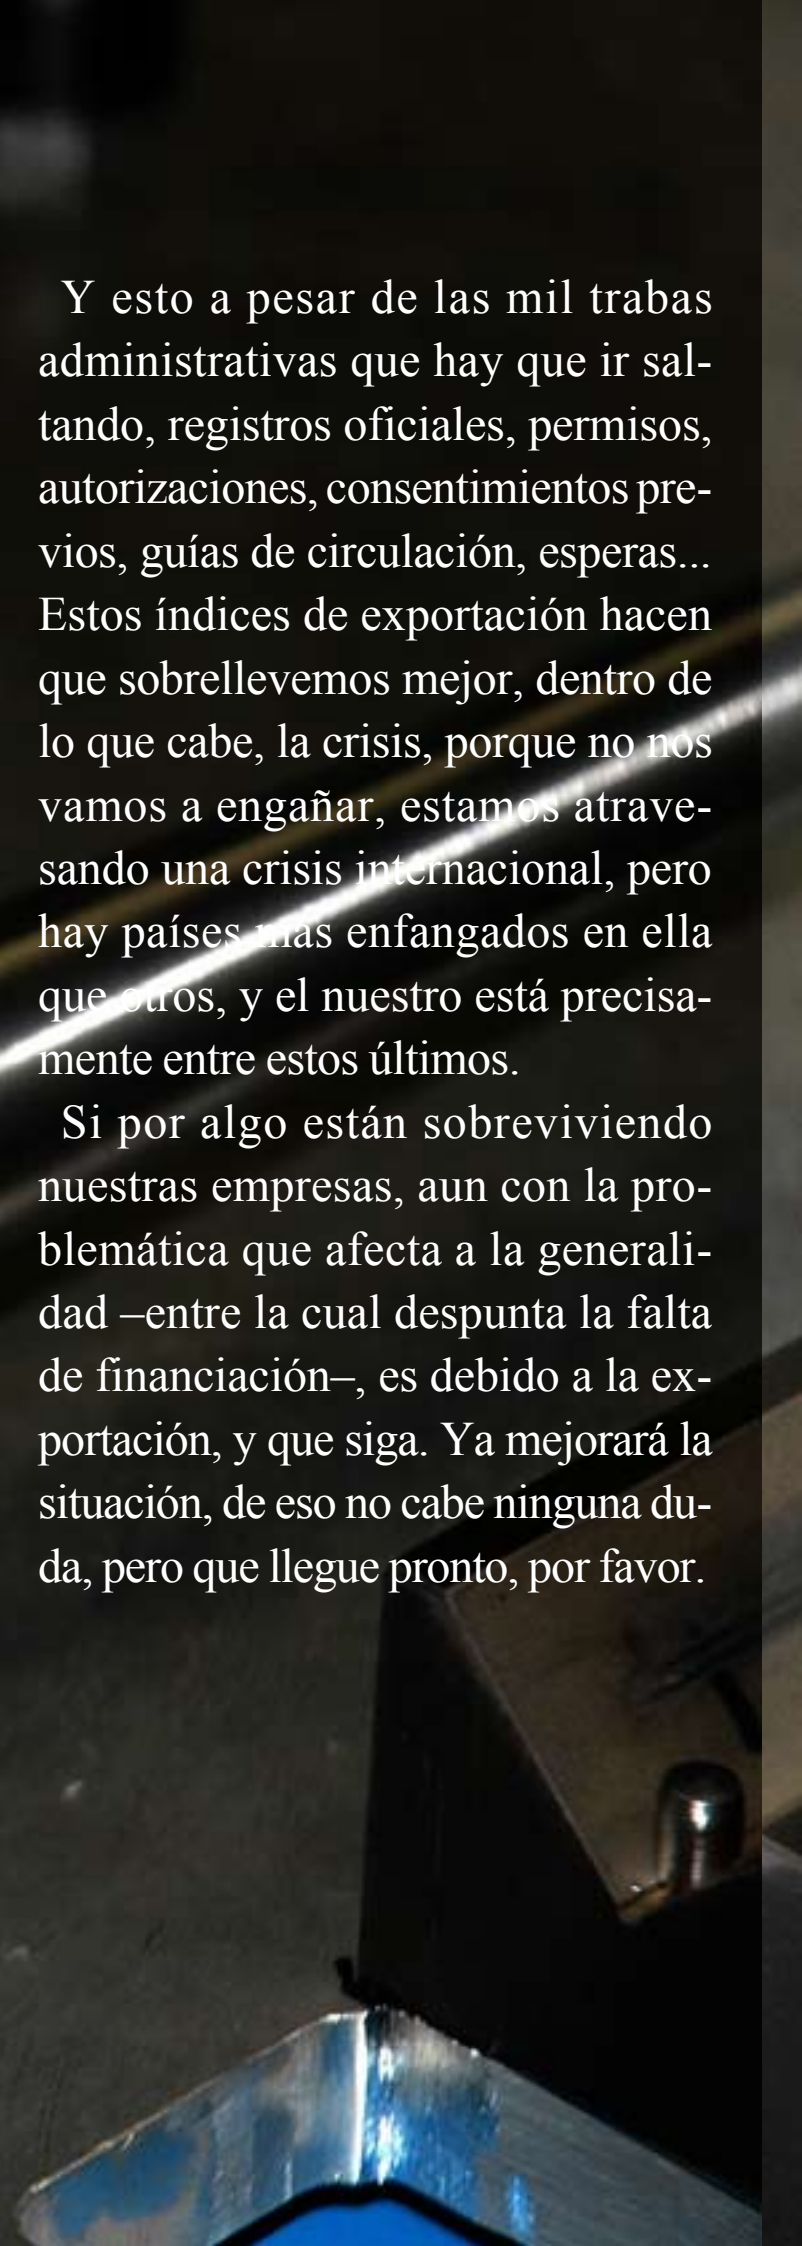 Y esto a pesar de las mil trabas
administrativas que hay que ir sal-
tando, registros oficiales, permisos,
autorizaciones, consentimientos pre-
vios, guías de circulación, esperas...
Estos índices de exportación hacen
que sobrellevemos mejor, dentro de
lo que cabe, la crisis, porque no nos
vamos a engañar, estamos atrave-
sando una crisis internacional, pero
hay países más enfangados en ella
que otros, y el nuestro está precisa-
mente entre estos últimos.
Si por algo están sobreviviendo
nuestras empresas, aun con la pro-
blemática que afecta a la generali-
dad –entre la cual despunta la falta
de financiación–, es debido a la ex-
portación, y que siga. Ya mejorará la
situación, de eso no cabe ninguna du-
da, pero que llegue pronto, por favor.